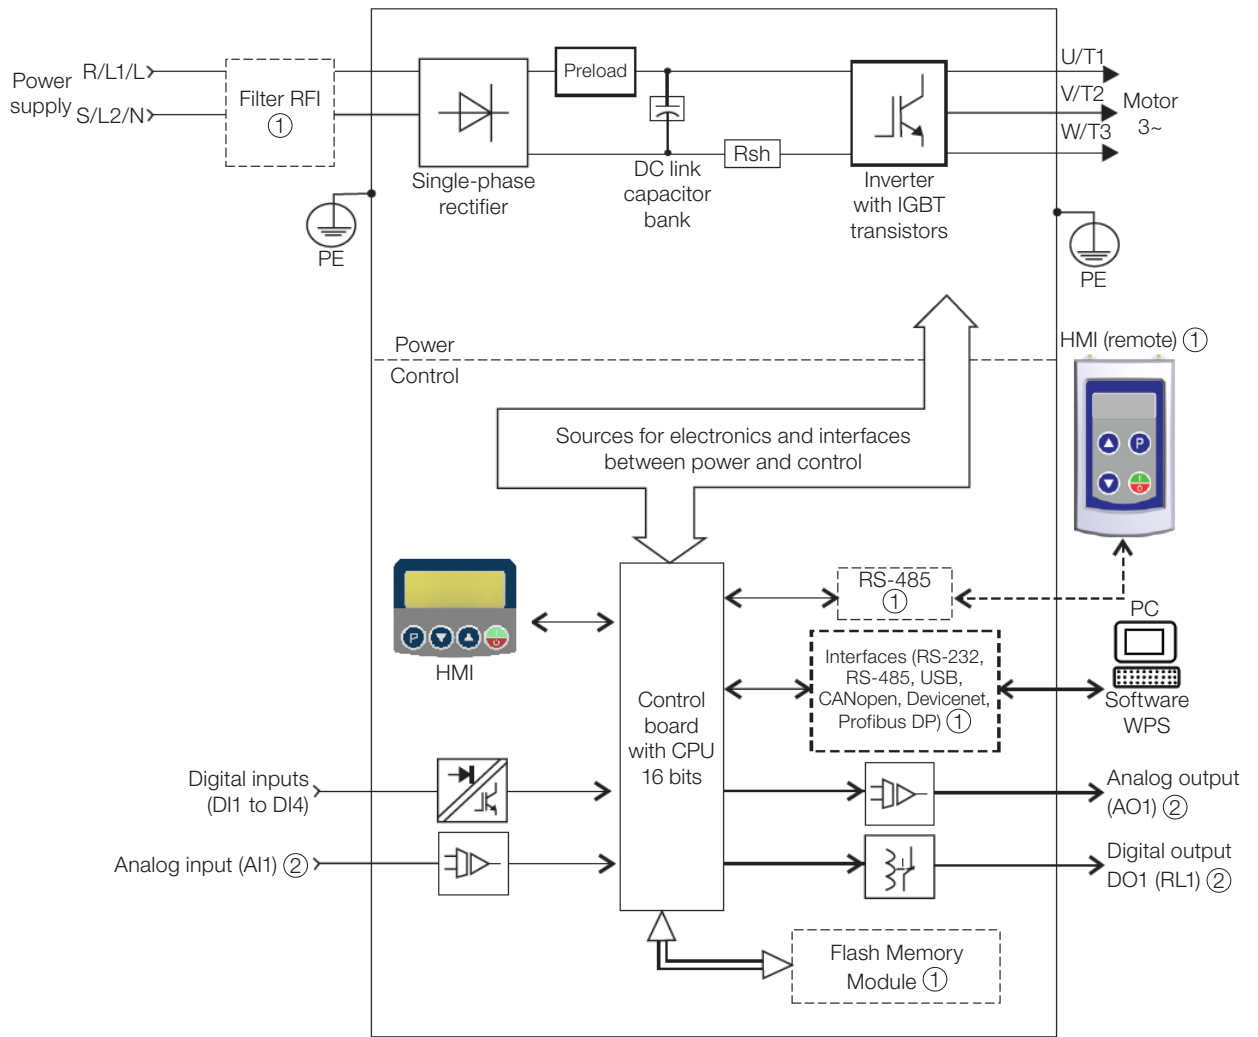 R/L1/L
Power
supply
S/L2/N
Filter RFI
①
Single-phase
rectifier
Preload
DC link
capacitor
bank
Rsh
Inverter
with IGBT
transistors
U/T1
V/T2
W/T3
Motor
3~
PE
PE
Power
Control
HMI (remote) ①
P
I
0
Sources for electronics and interfaces
between power and control
P
I
0
HMI
Control
board
with CPU
16 bits
RS-485
①
Interfaces (RS-232,
RS-485, USB,
CANopen, Devicenet,
Profibus DP) ①
PC
Software
WPS
Digital inputs
(DI1 to DI4)
Analog input (AI1) ②
Analog output
(AO1) ②
Digital output
DO1 (RL1) ②
Flash Memory
Module ①